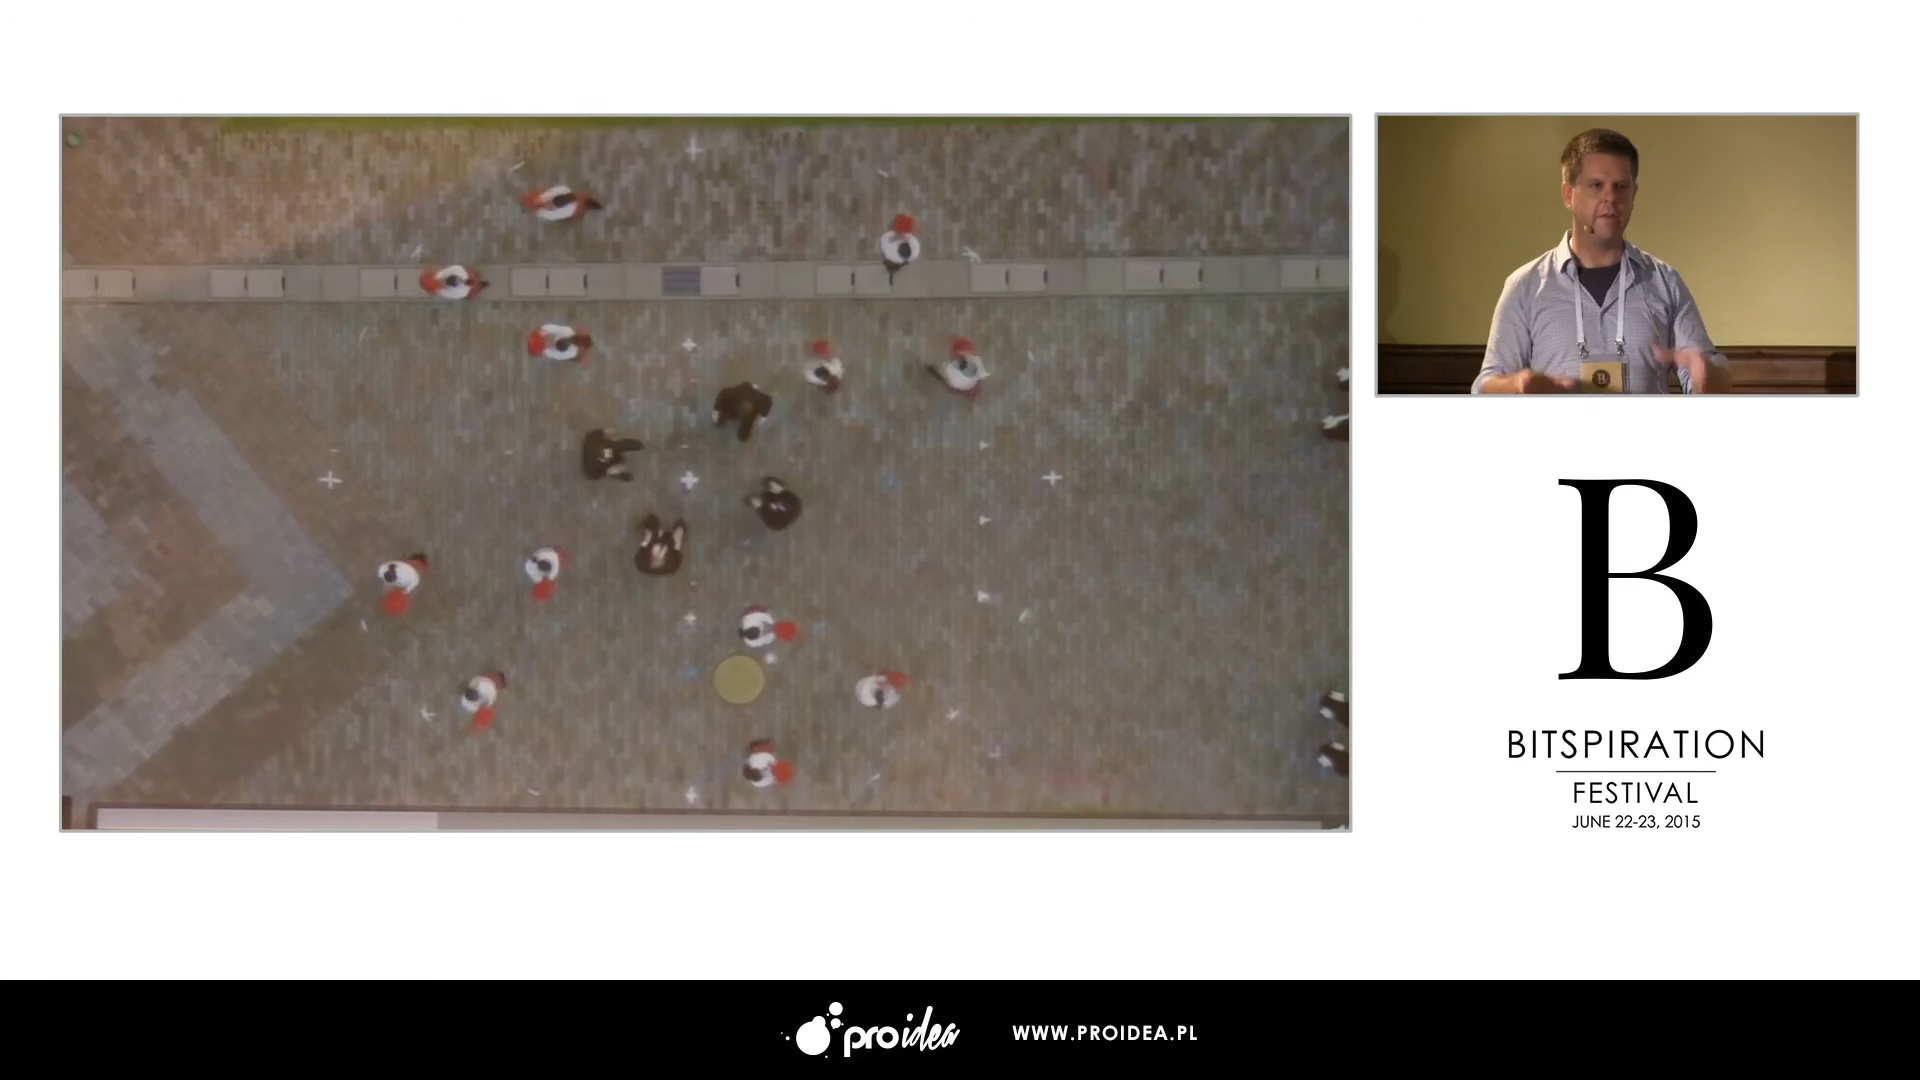 B
BITSPIRATION
FESTIVAL
JUNE 22-23, 2015
proidea
WWW.PROIDEA.PL